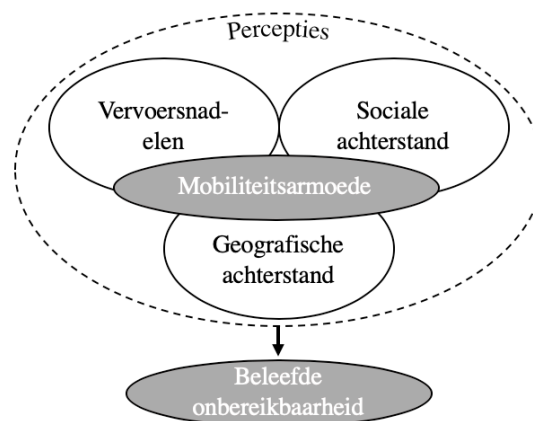 Percepties
Vervoersnad-
elen
Sociale
achterstand
Mobiliteitsarmoede
Geografische
achterstand
Beleefde
onbereikbaarheid